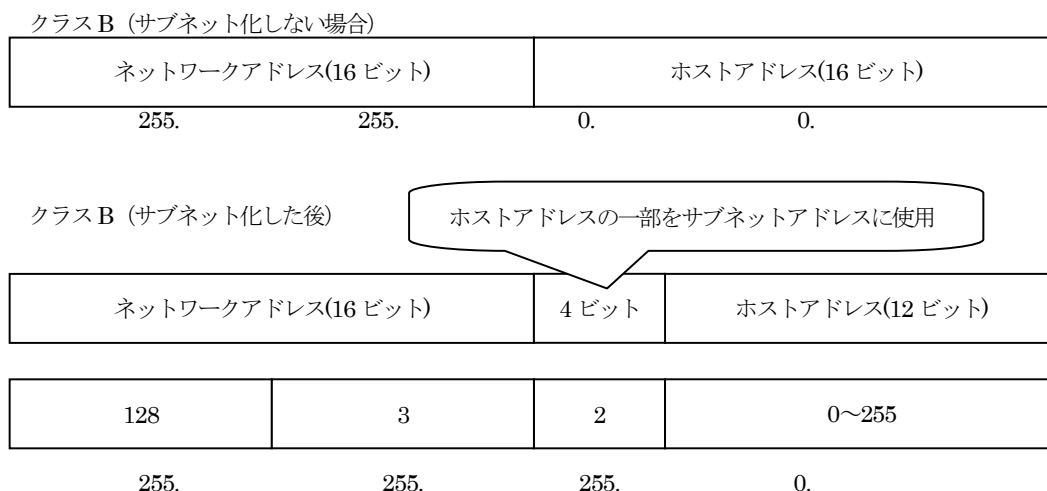 クラス B（サブネット化しない場合）
ネットワークアドレス(16 ビット) ホストアドレス(16 ビット)
255. 255. 0. 0.
クラス B（サブネット化した後）
ホストアドレスの一部をサブネットアドレスに使用
ネットワークアドレス(16 ビット) 4 ビット ホストアドレス(12 ビット)
128 3 2 0～255
255. 255. 255. 0.